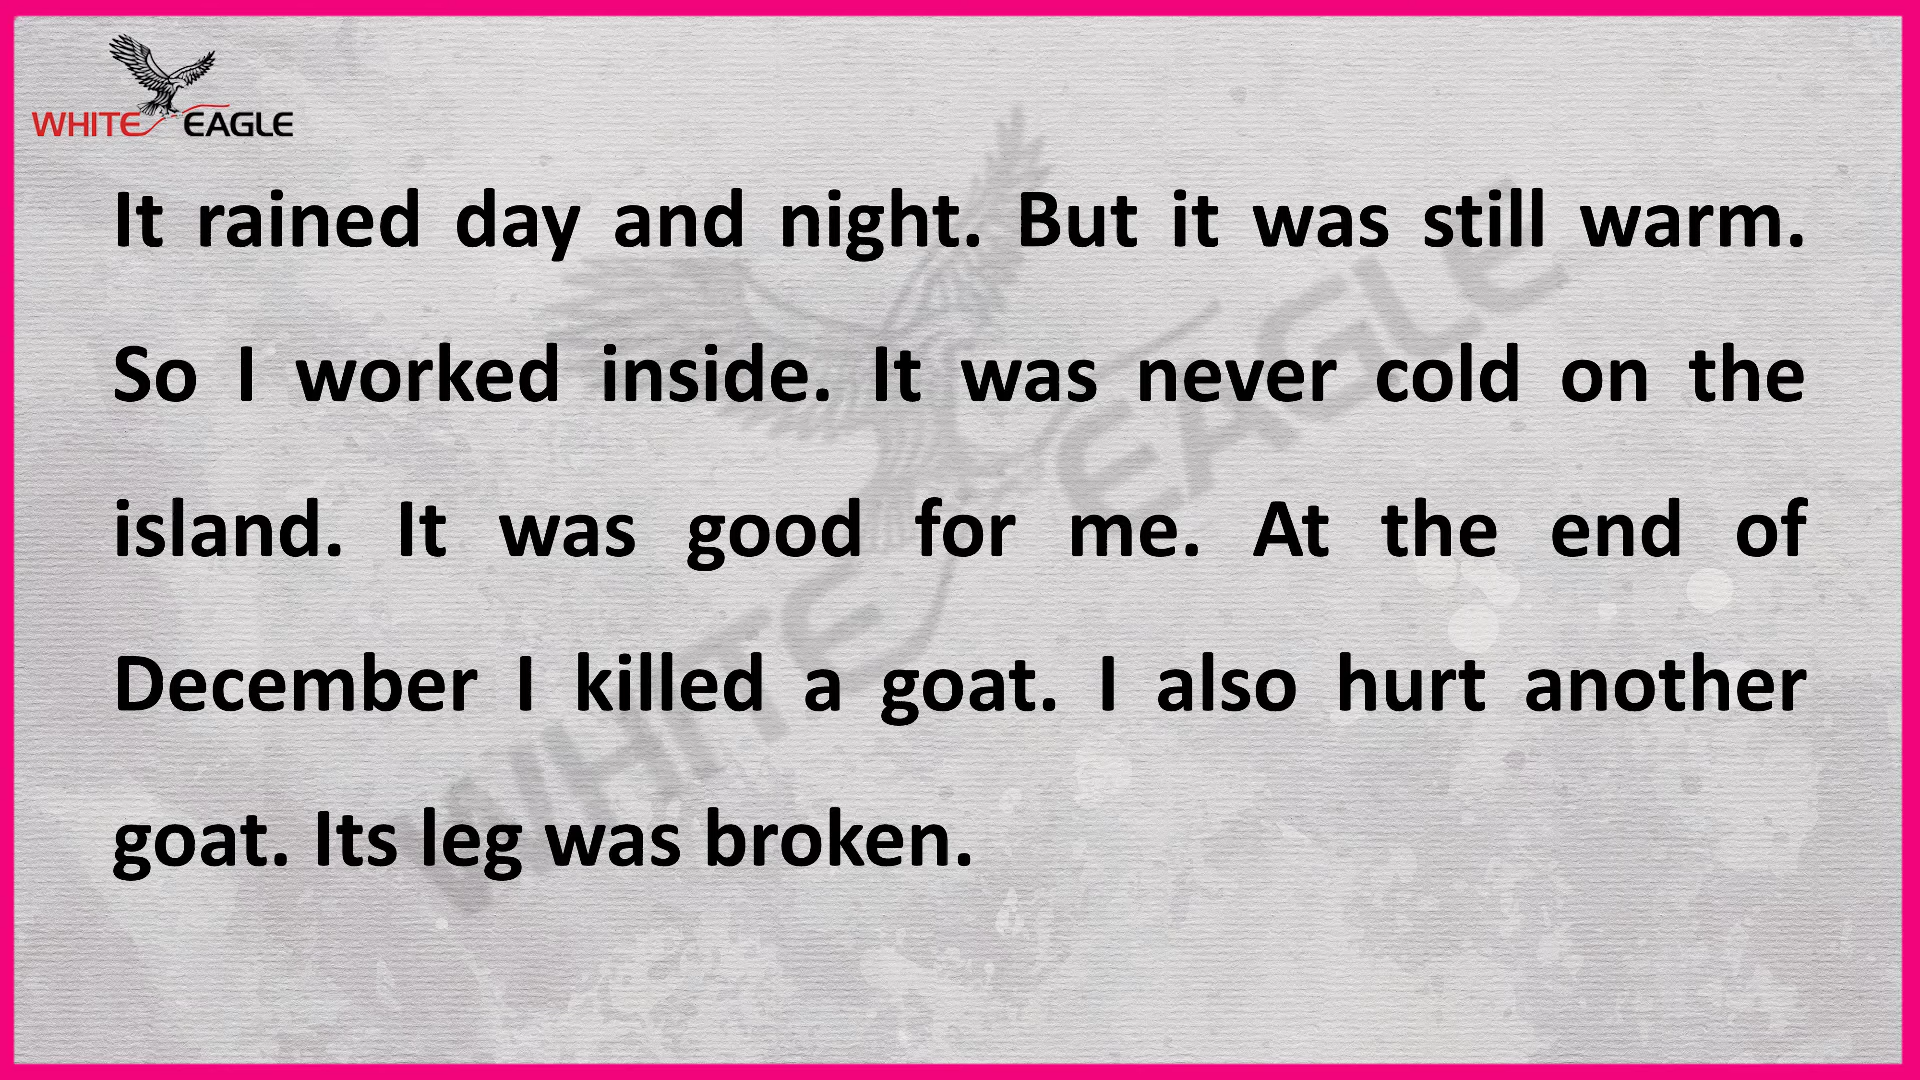 WHITE EAGLE
It rained day and night. But it was still warm.
So I worked inside. It was never cold on the
island. It was good for me. At the end of
December I killed a goat. I also hurt another
goat. Its leg was broken.
WHITE EAGLE